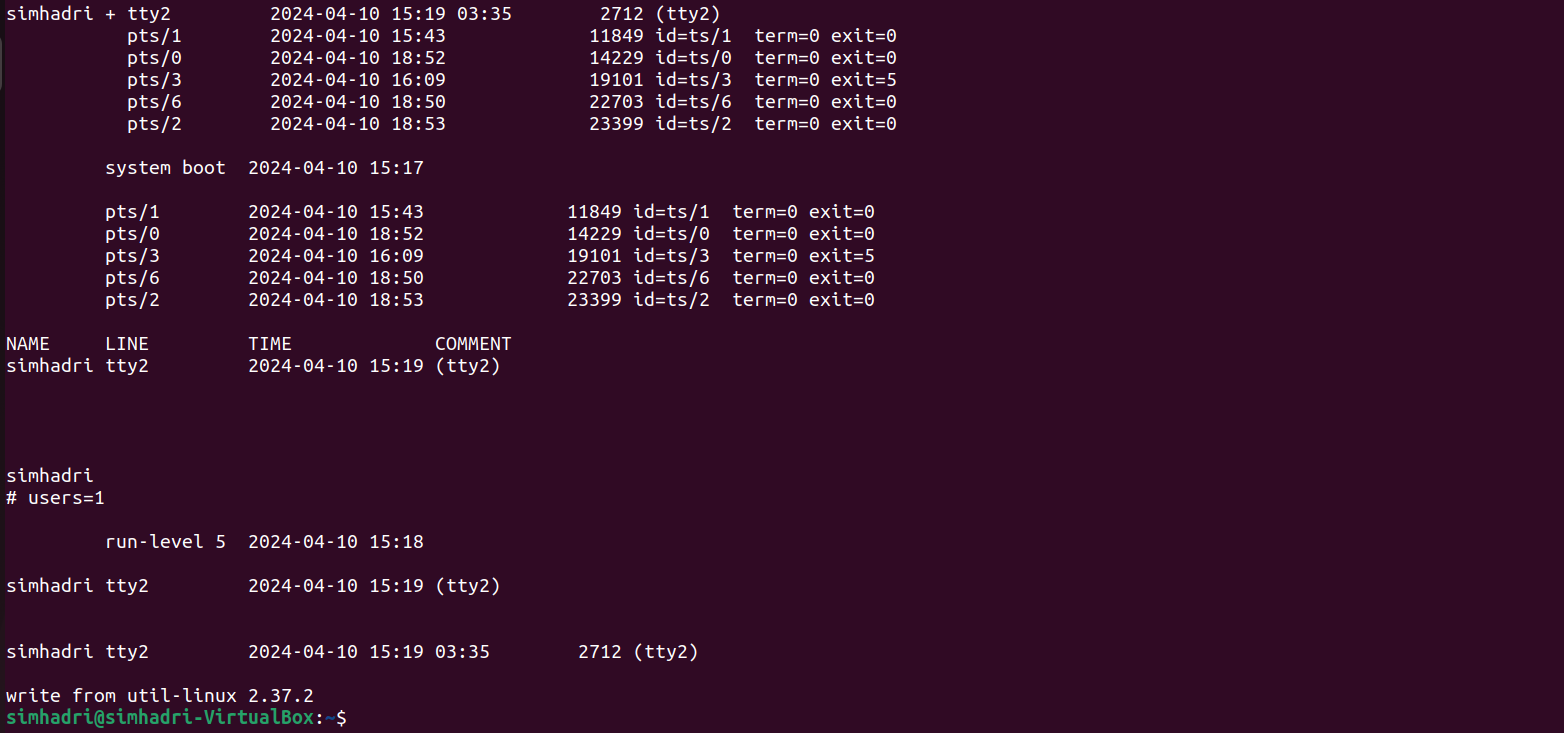 simhadri + tty2         2024-04-10 15:19 03:35        2712 (tty2)
           pts/1        2024-04-10 15:43             11849 id=ts/1  term=0 exit=0
           pts/0        2024-04-10 18:52             14229 id=ts/0  term=0 exit=0
           pts/3        2024-04-10 16:09             19101 id=ts/3  term=0 exit=5
           pts/6        2024-04-10 18:50             22703 id=ts/6  term=0 exit=0
           pts/2        2024-04-10 18:53             23399 id=ts/2  term=0 exit=0
         system boot  2024-04-10 15:17
         pts/1        2024-04-10 15:43             11849 id=ts/1  term=0 exit=0
         pts/0        2024-04-10 18:52             14229 id=ts/0  term=0 exit=0
         pts/3        2024-04-10 16:09             19101 id=ts/3  term=0 exit=5
         pts/6        2024-04-10 18:50             22703 id=ts/6  term=0 exit=0
         pts/2        2024-04-10 18:53             23399 id=ts/2  term=0 exit=0
NAME     LINE         TIME             COMMENT
simhadri tty2         2024-04-10 15:19 (tty2)
simhadri
# users=1
         run-level 5  2024-04-10 15:18
simhadri tty2         2024-04-10 15:19 (tty2)
simhadri tty2         2024-04-10 15:19 03:35        2712 (tty2)
write from util-linux 2.37.2
simhadri@simhadri-VirtualBox:~$